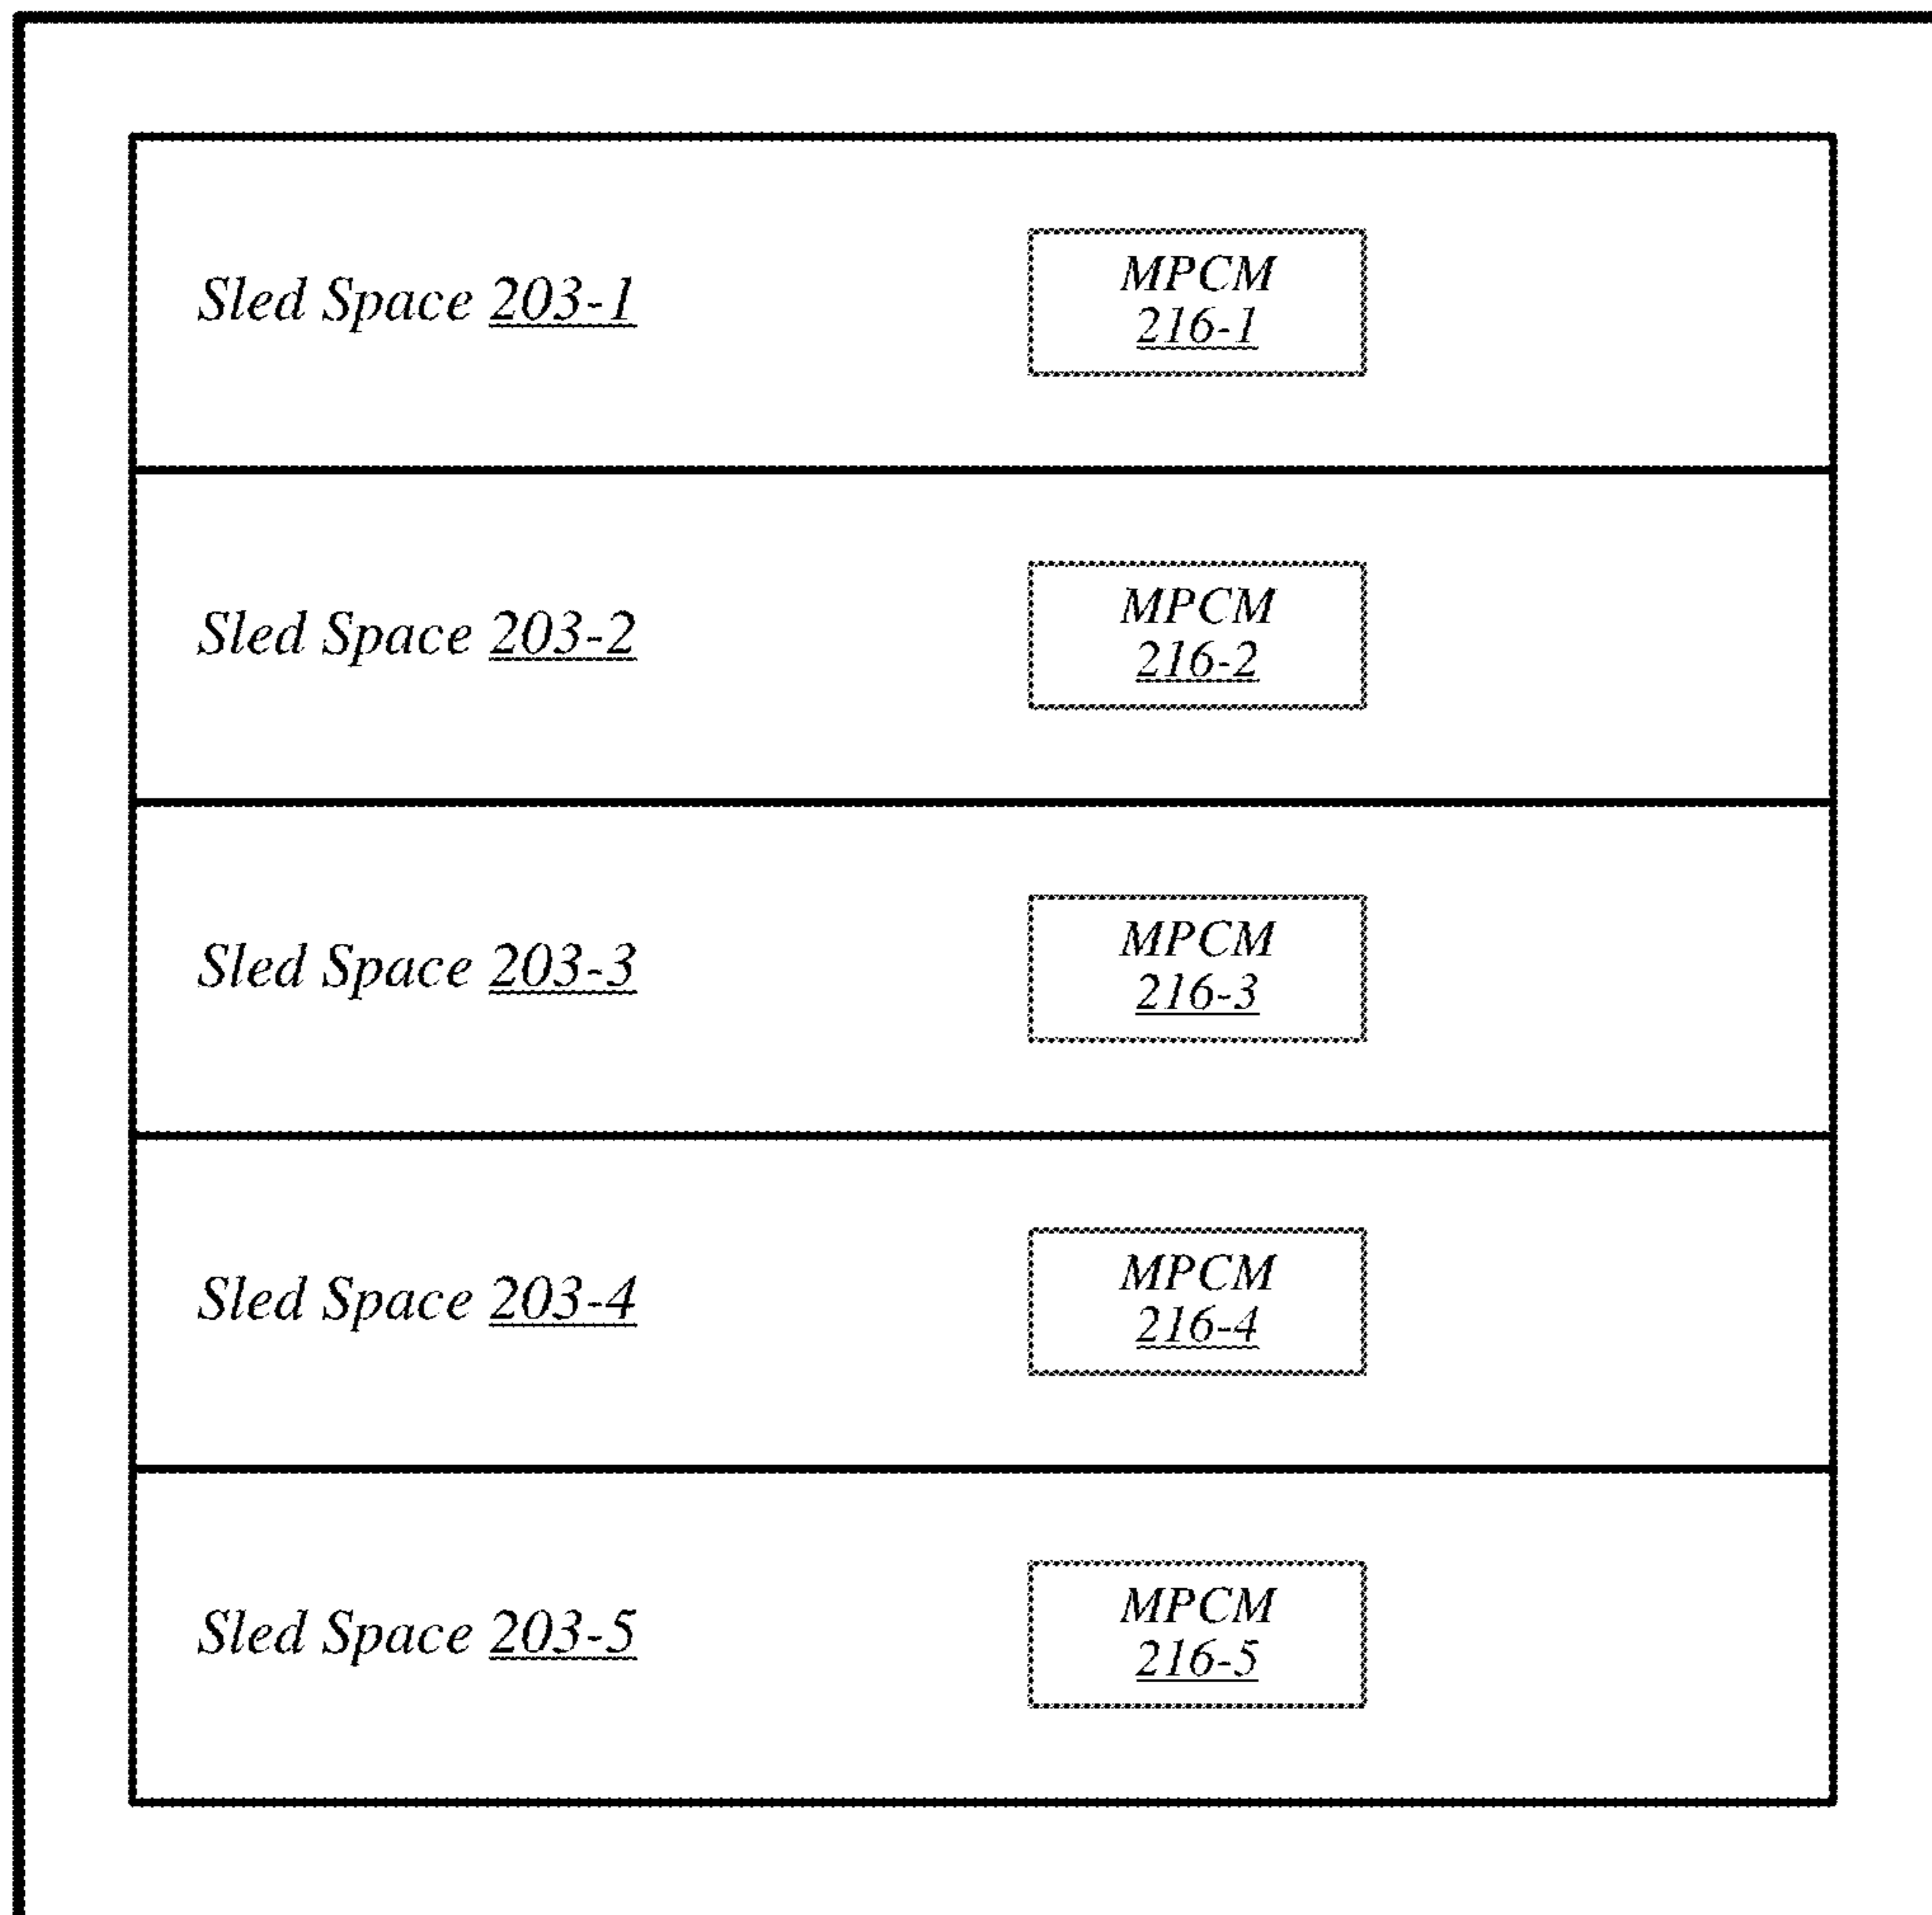 Sled Space 203-1
MPCM
216-1
Sled Space 203-2
MPCM
216-2
Sled Space 203-3
MPCM
216-3
Sled Space 203-4
MPCM
216-4
Sled Space 203-5
MPCM
216-5